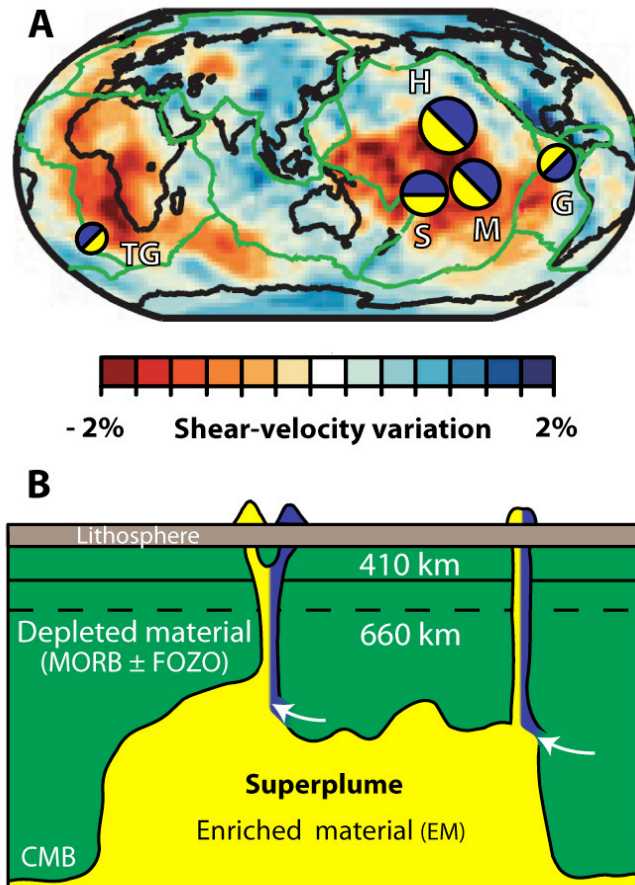 A
H
S
M
G
TG
- 2% Shear-velocity variation 2%
B
Lithosphere
410 km
Depleted material
(MORB ± FOZO)
660 km
Superplume
Enriched material (EM)
CMB